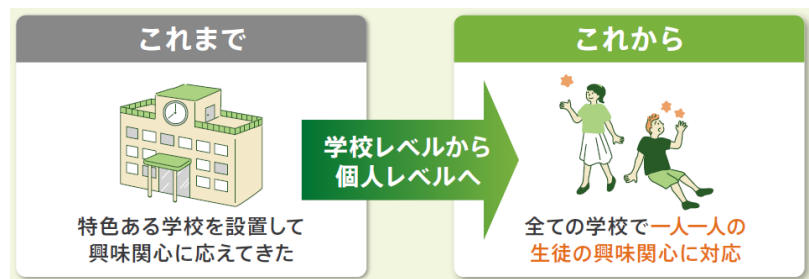 これまで
特色ある学校を設置して
興味関心に応えてきた
学校レベルから
個人レベルへ
これから
全ての学校で一人一人の
生徒の興味関心に対応